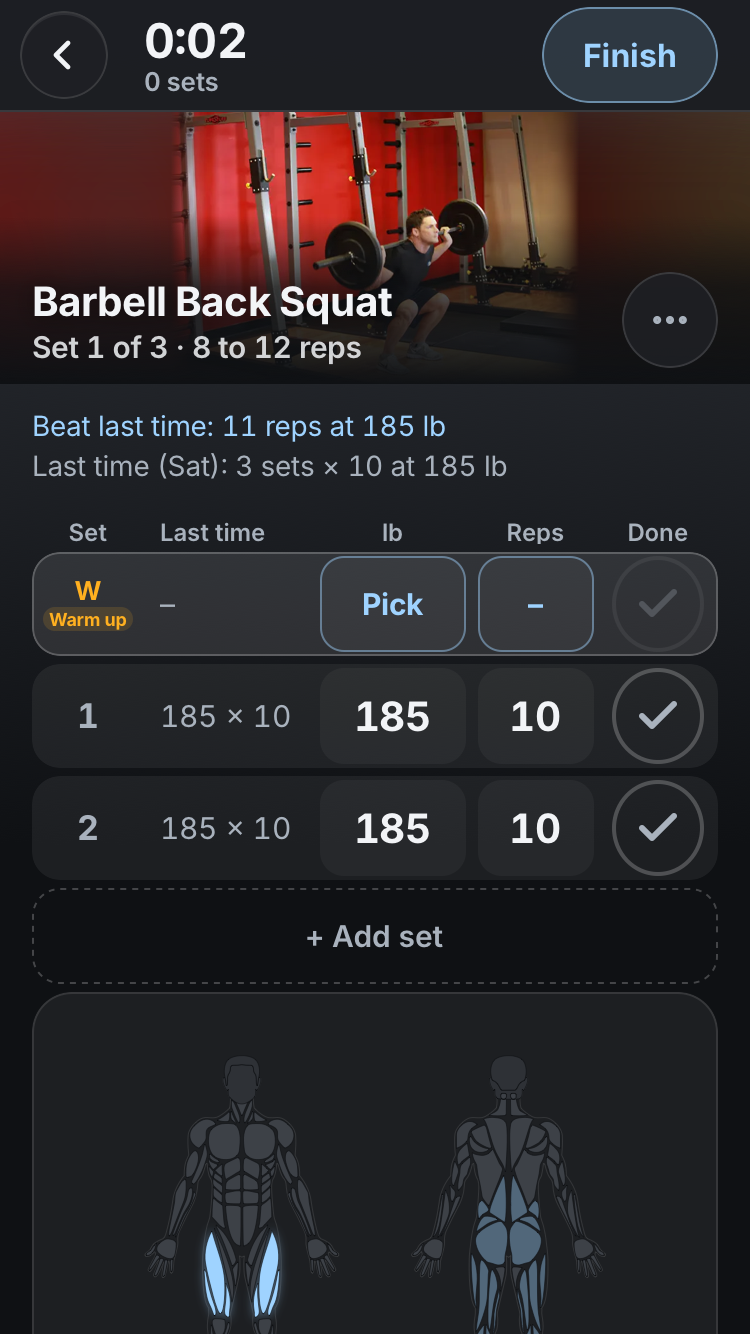 0:02
0 sets
Finish
Barbell Back Squat
Set 1 of 3 · 8 to 12 reps
Beat last time: 11 reps at 185 lb
Last time (Sat): 3 sets × 10 at 185 lb
Set Last time lb Reps Done
W
Warm up
– Pick –
1 185 × 10 185 10
2 185 × 10 185 10
+ Add set